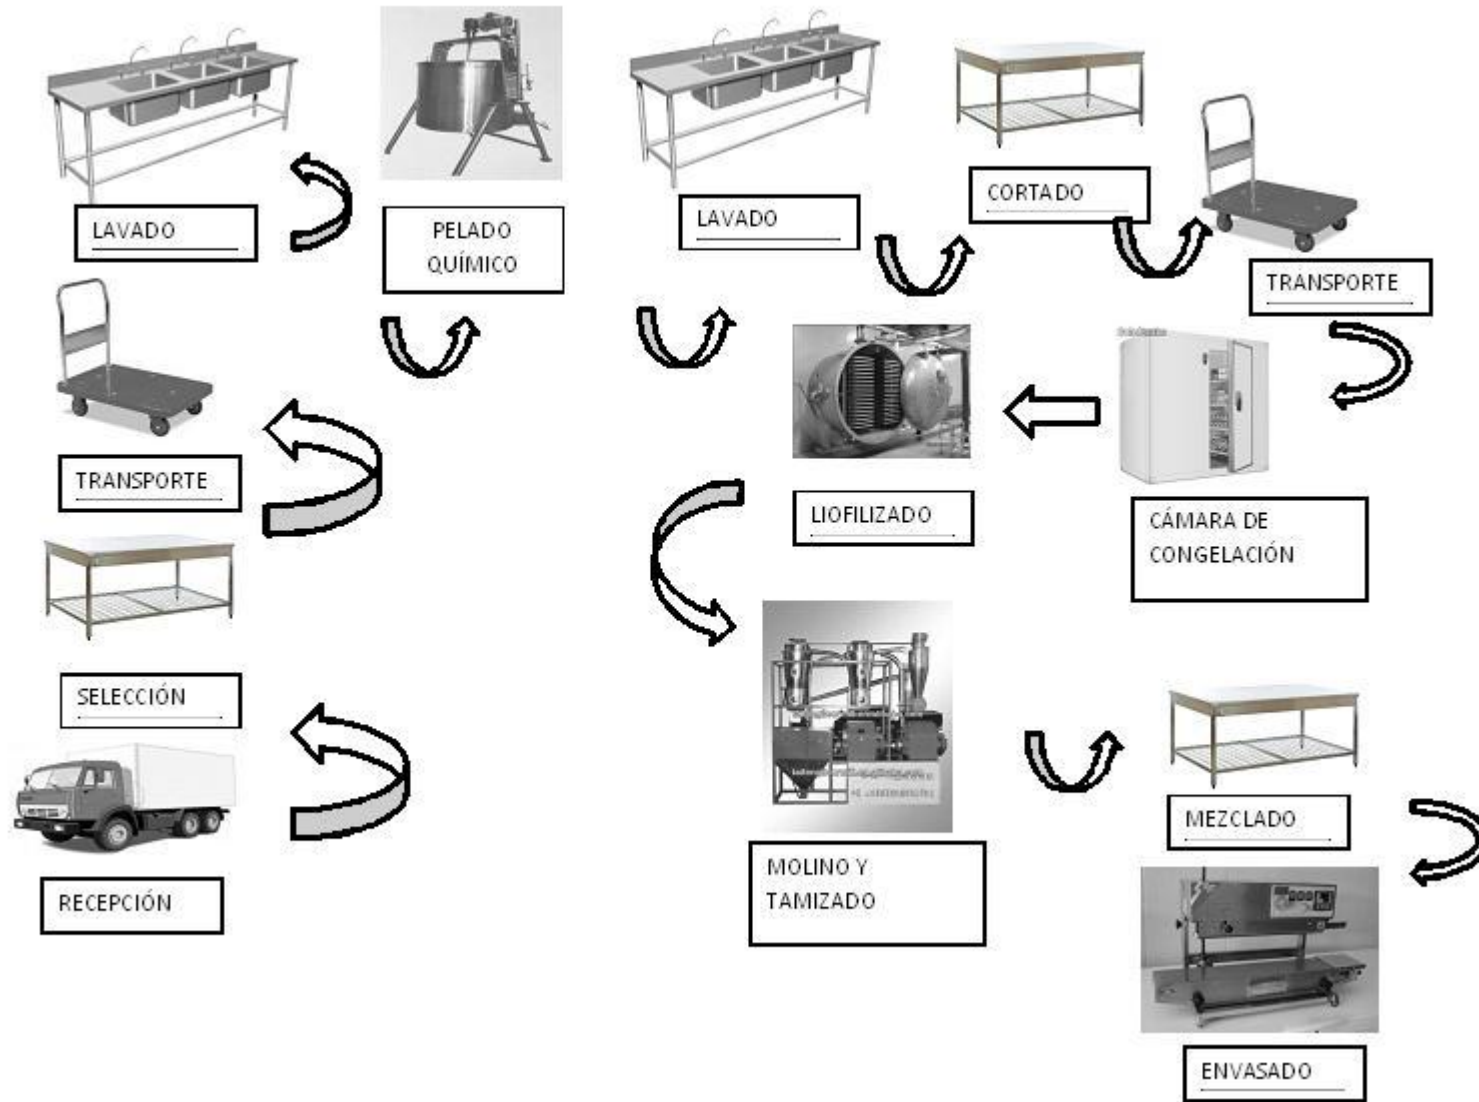 LAVADO
PELADO
QUÍMICO
LAVADO
CORTADO
TRANSPORTE
TRANSPORTE
LIOFILIZADO
CÁMARA DE
CONGELACIÓN
SELECCIÓN
RECEPCIÓN
MOLINO Y
TAMIZADO
MEZCLADO
ENVASADO